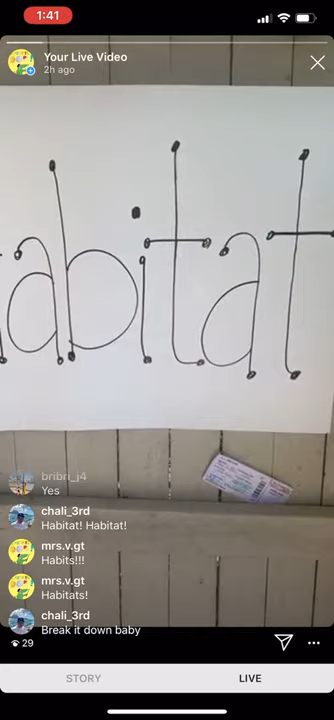 1:41
Your Live Video
2h ago
abitat
bribri_j4
Yes
chali_3rd
Habitat! Habitat!
mrs.v.gt
Habits!!!
mrs.v.gt
Habitats!
chali_3rd
Break it down baby
29
STORY
LIVE